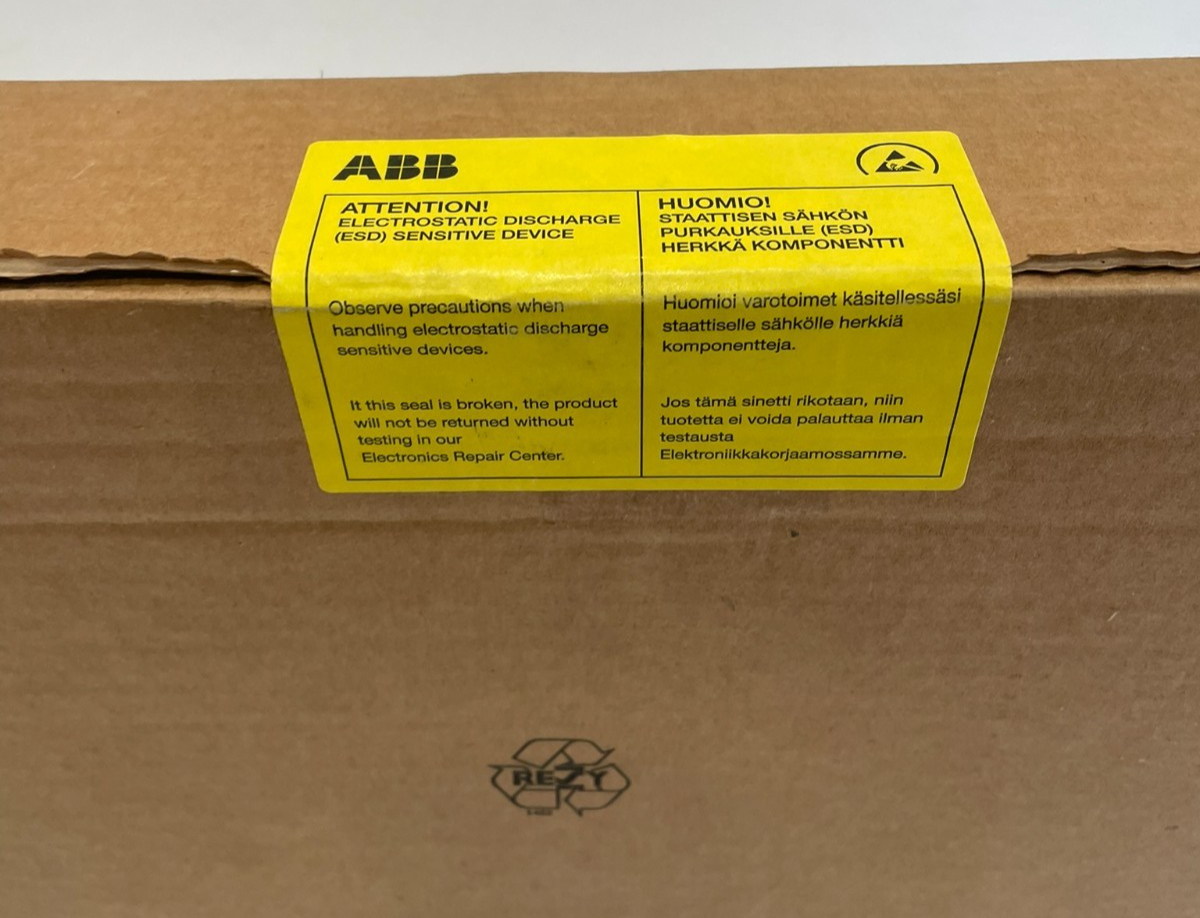 ABB
ATTENTION!
ELECTROSTATIC DISCHARGE
(ESD) SENSITIVE DEVICE
Observe precautions when
handling electrostatic discharge
sensitive devices.
It this seal is broken, the product
will not be returned without
testing in our
Electronics Repair Center.
HUOMIO!
STAATTISEN SÄHKÖN
PURKAUKSILLE (ESD)
HERKKÄ KOMPONENTTI
Huomioi varotoimet käsitellessäsi
staattiselle sähkölle herkkiä
komponentteja.
Jos tämä sinetti rikotaan, niin
tuotetta ei voida palauttaa ilman
testausta
Elektroniikkakorjaamossamme.
REZY